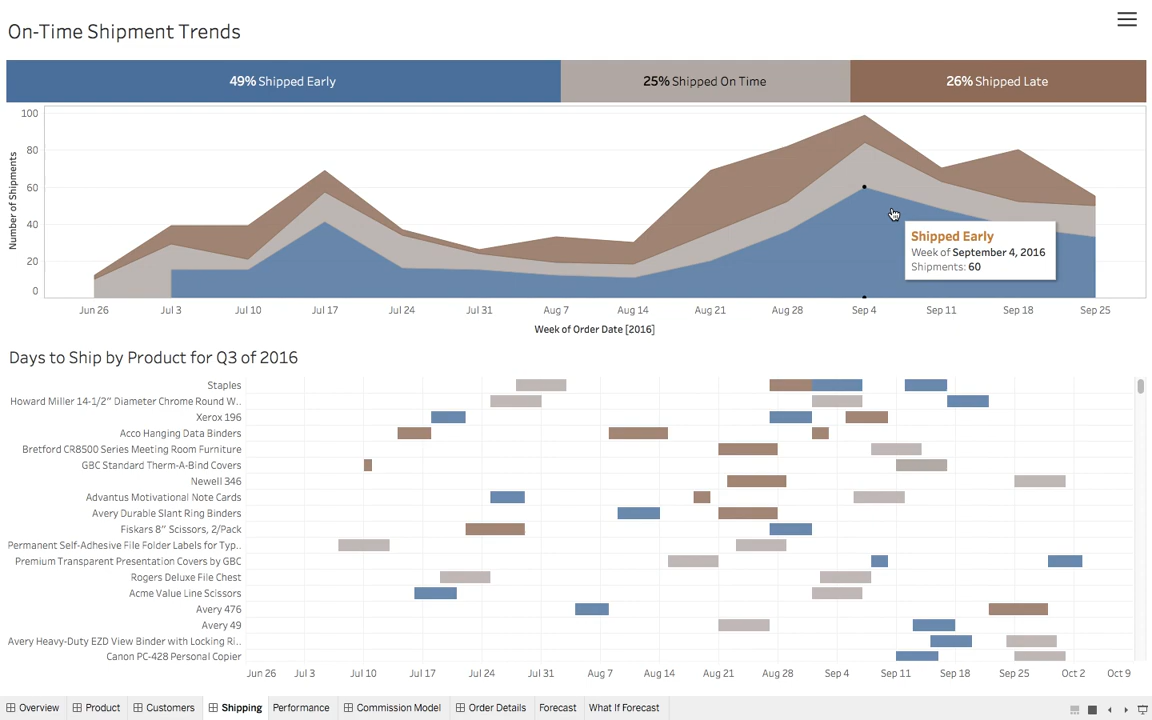 On-Time Shipment Trends
49% Shipped Early 25% Shipped On Time 26% Shipped Late
Number of Shipments
100
80
60
40
20
0
Shipped Early
Week of September 4, 2016
Shipments: 60
Jun 26 Jul 3 Jul 10 Jul 17 Jul 24 Jul 31 Aug 7 Aug 14 Aug 21 Aug 28 Sep 4 Sep 11 Sep 18 Sep 25
Week of Order Date [2016]
Days to Ship by Product for Q3 of 2016
Staples
Howard Miller 14-1/2" Diameter Chrome Round W..
Xerox 196
Acco Hanging Data Binders
Bretford CR8500 Series Meeting Room Furniture
GBC Standard Therm-A-Bind Covers
Newell 346
Advantus Motivational Note Cards
Avery Durable Slant Ring Binders
Fiskars 8" Scissors, 2/Pack
Permanent Self-Adhesive File Folder Labels for Typ..
Premium Transparent Presentation Covers by GBC
Rogers Deluxe File Chest
Acme Value Line Scissors
Avery 476
Avery 49
Avery Heavy-Duty EZD View Binder with Locking Ri..
Canon PC-428 Personal Copier
Jun 26 Jul 3 Jul 10 Jul 17 Jul 24 Jul 31 Aug 7 Aug 14 Aug 21 Aug 28 Sep 4 Sep 11 Sep 18 Sep 25 Oct 2 Oct 9
Overview Product Customers Shipping Performance Commission Model Order Details Forecast What If Forecast